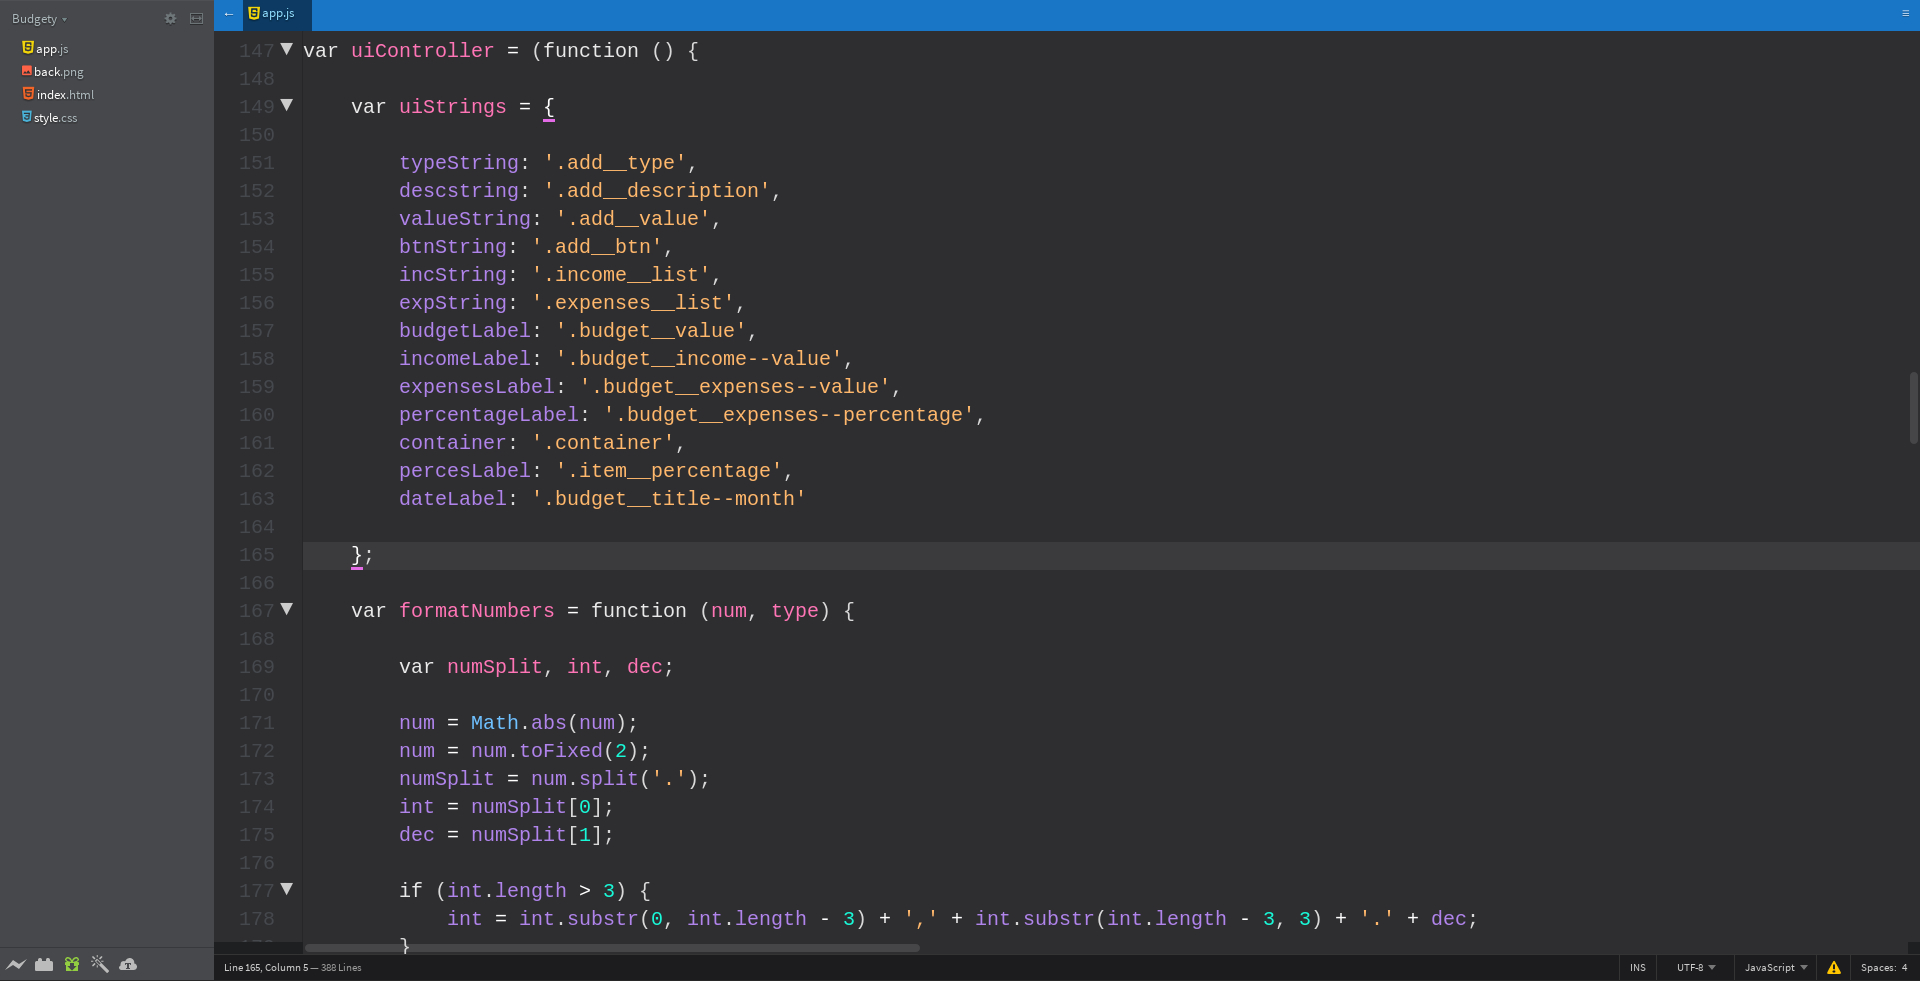 Budgety
app.js
back.png
index.html
style.css
← app.js
147 var uiController = (function () {
148
149 var uiStrings = {
150
151 typeString: '.add__type',
152 descstring: '.add__description',
153 valueString: '.add__value',
154 btnString: '.add__btn',
155 incString: '.income__list',
156 expString: '.expenses__list',
157 budgetLabel: '.budget__value',
158 incomeLabel: '.budget__income--value',
159 expensesLabel: '.budget__expenses--value',
160 percentageLabel: '.budget__expenses--percentage',
161 container: '.container',
162 percesLabel: '.item__percentage',
163 dateLabel: '.budget__title--month'
164
165 };
166
167 var formatNumbers = function (num, type) {
168
169 var numSplit, int, dec;
170
171 num = Math.abs(num);
172 num = num.toFixed(2);
173 numSplit = num.split('.');
174 int = numSplit[0];
175 dec = numSplit[1];
176
177 if (int.length > 3) {
178 int = int.substr(0, int.length - 3) + ',' + int.substr(int.length - 3, 3) + '.' + dec;
}
Line 165, Column 5 — 388 Lines INS UTF-8 JavaScript Spaces: 4